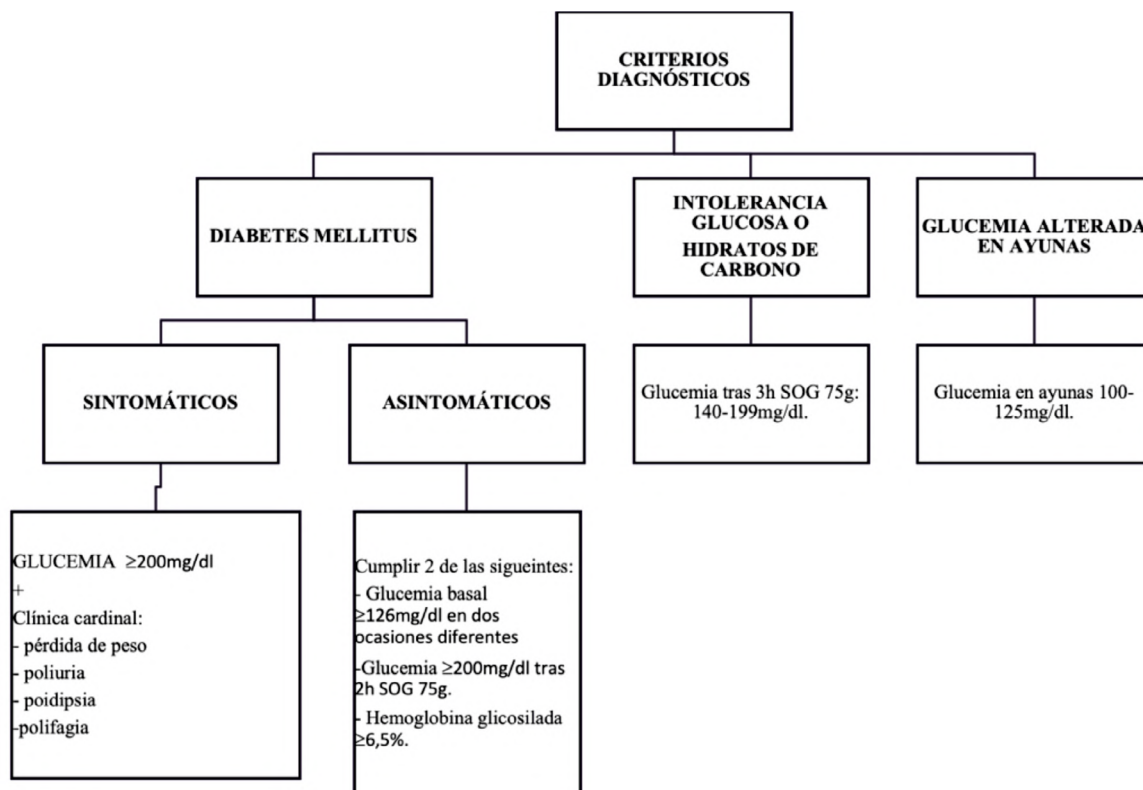 CRITERIOS
DIAGNÓSTICOS
DIABETES MELLITUS
INTOLERANCIA
GLUCOSA O
HIDRATOS DE
CARBONO
GLUCEMIA ALTERADA
EN AYUNAS
SINTOMÁTICOS
ASINTOMÁTICOS
Glucemia tras 3h SOG 75g:
140-199mg/dl.
Glucemia en ayunas 100-
125mg/dl.
GLUCEMIA ≥200mg/dl
+
Clínica cardinal:
- pérdida de peso
- poliuria
- poidipsia
-polifagia
Cumplir 2 de las sigueintes:
- Glucemia basal
≥126mg/dl en dos
ocasiones diferentes
-Glucemia ≥200mg/dl tras
2h SOG 75g.
- Hemoglobina glicosilada
≥6,5%.